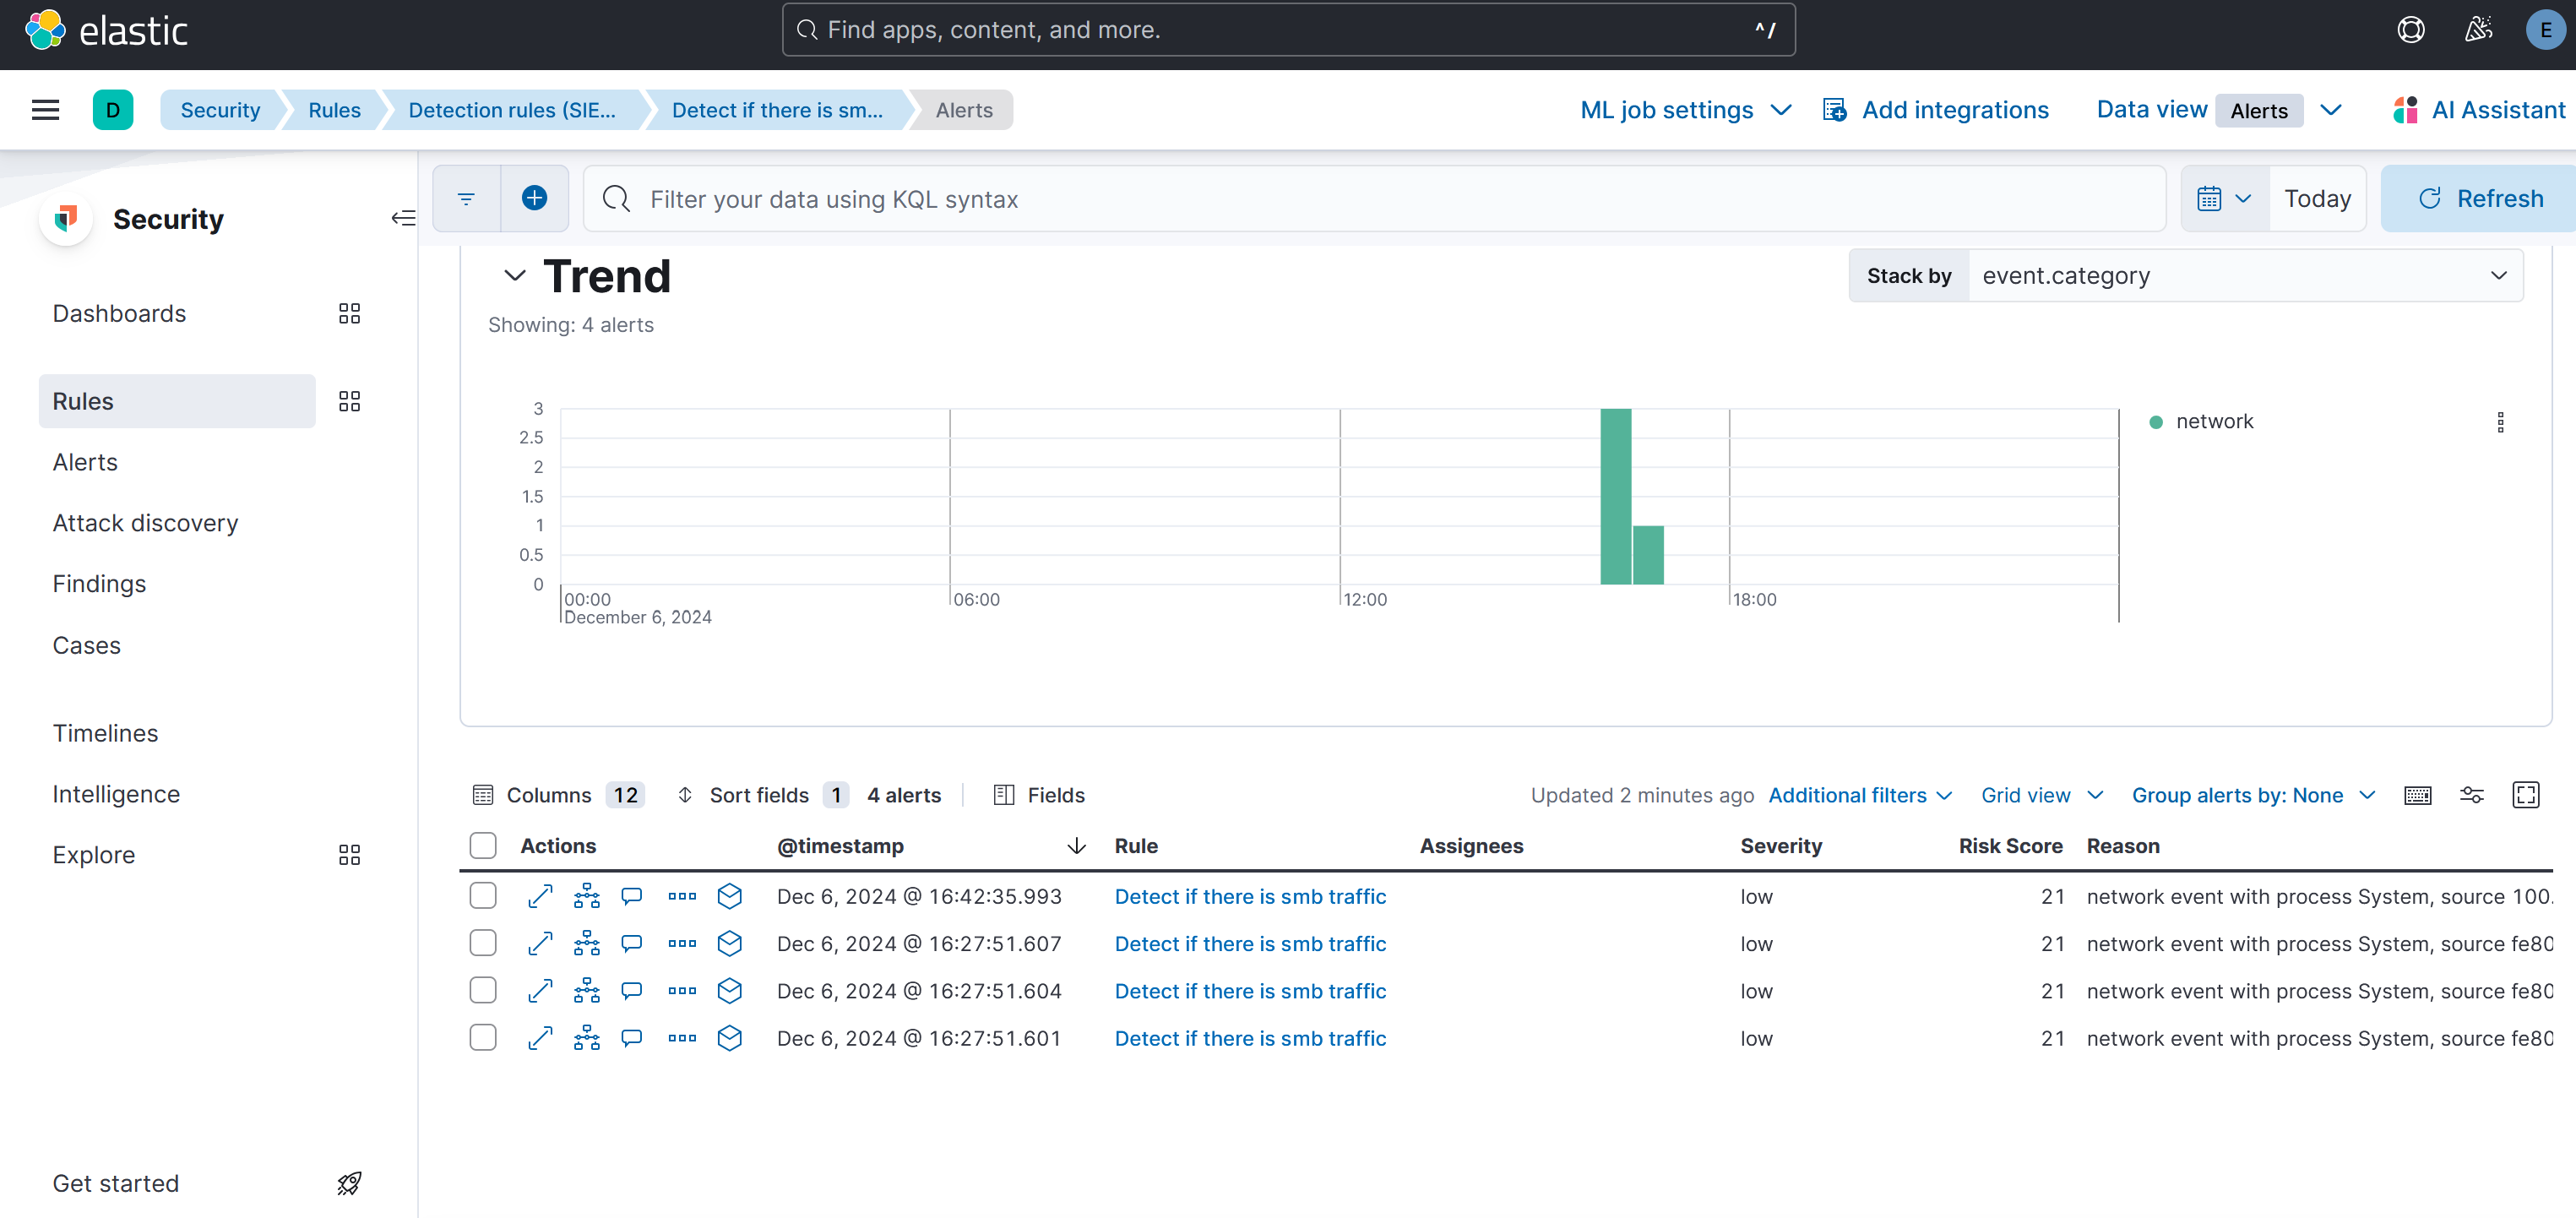 elastic
Find apps, content, and more.
^/
E
D
Security
Rules
Detection rules (SIE...
Detect if there is sm...
Alerts
ML job settings
Add integrations
Data view
Alerts
AI Assistant
Security
Filter your data using KQL syntax
Today
Refresh
Dashboards
Rules
Alerts
Attack discovery
Findings
Cases
Timelines
Intelligence
Explore
Get started
Trend
Stack by
event.category
Showing: 4 alerts
3
2.5
2
1.5
1
0.5
0
00:00
December 6, 2024
06:00
12:00
18:00
network
Columns 12
Sort fields 1
4 alerts
Fields
Updated 2 minutes ago
Additional filters
Grid view
Group alerts by: None
Actions @timestamp Rule Assignees Severity Risk Score Reason
Dec 6, 2024 @ 16:42:35.993 Detect if there is smb traffic low 21 network event with process System, source 100.
Dec 6, 2024 @ 16:27:51.607 Detect if there is smb traffic low 21 network event with process System, source fe80
Dec 6, 2024 @ 16:27:51.604 Detect if there is smb traffic low 21 network event with process System, source fe80
Dec 6, 2024 @ 16:27:51.601 Detect if there is smb traffic low 21 network event with process System, source fe80